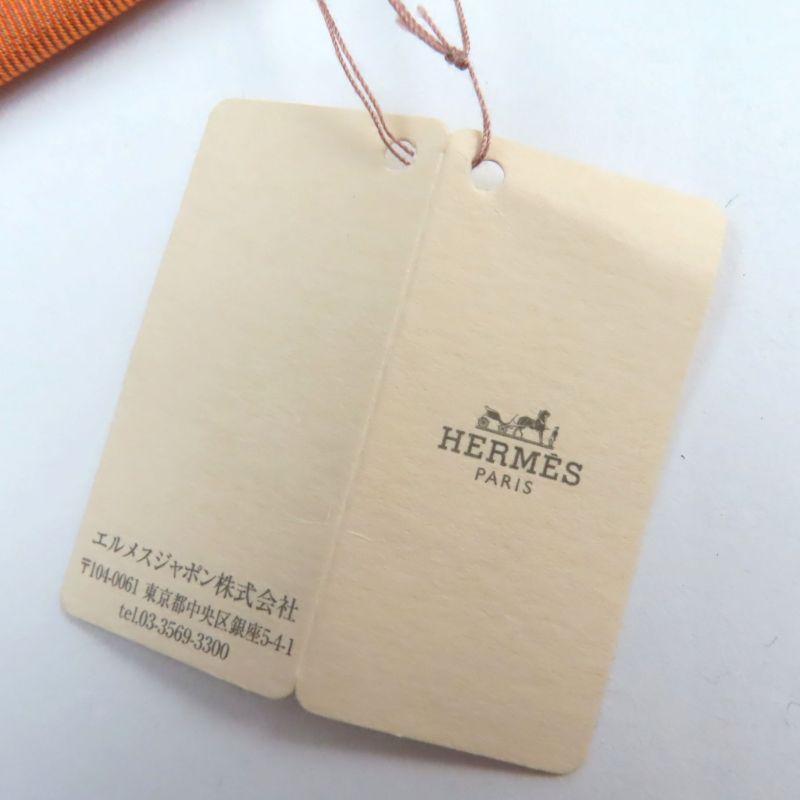 エルメスジャポン株式会社
〒104-0061 東京都中央区銀座5-4-1
tel.03-3569-3300
HERMÈS
PARIS